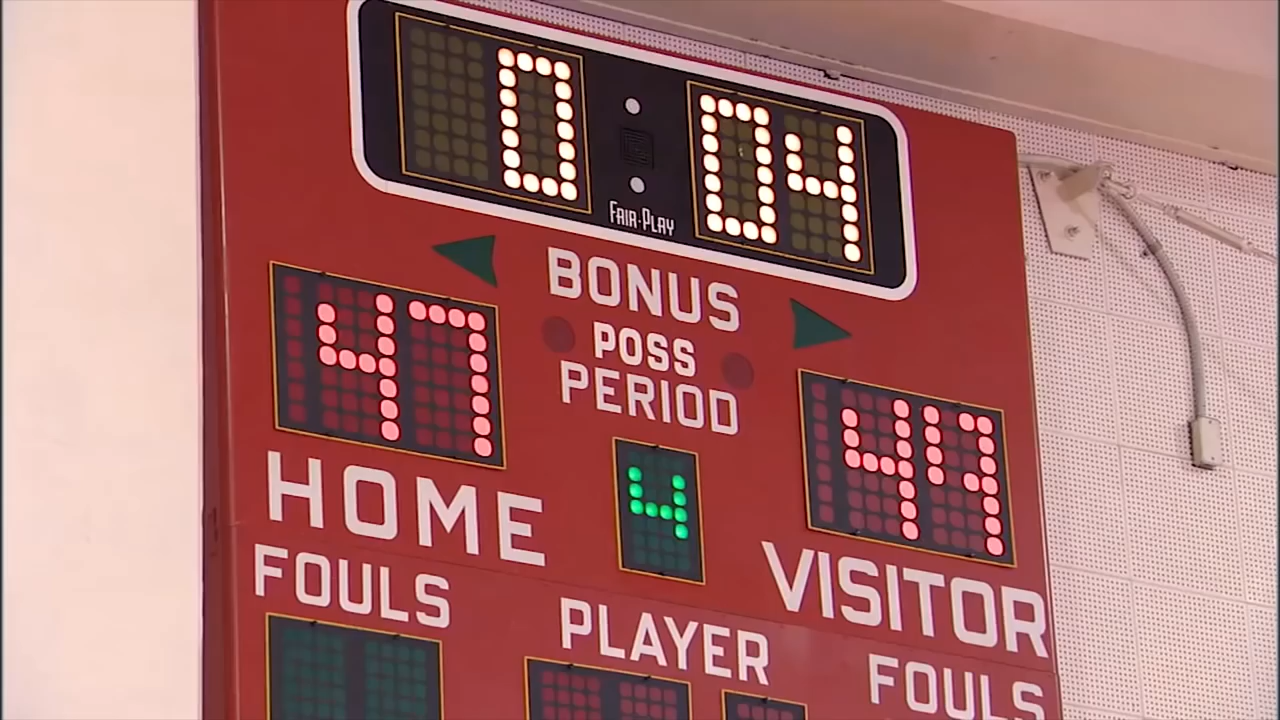 0:04
FAIR-PLAY
BONUS
47 POSS 49
PERIOD
4
HOME VISITOR
FOULS PLAYER FOULS